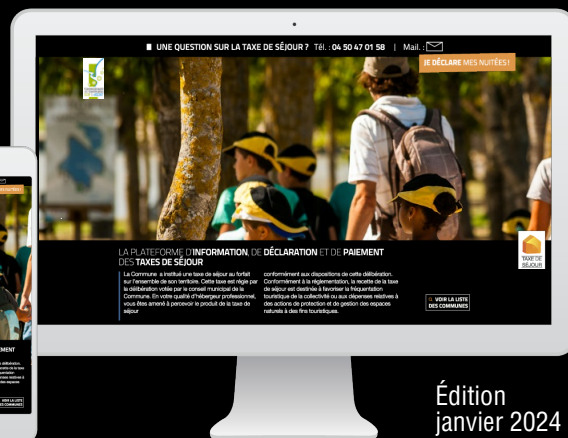 UNE QUESTION SUR LA TAXE DE SÉJOUR ? Tél. : 04 50 47 01 58 | Mail. :
JE DÉCLARE MES NUITÉES !
LA PLATEFORME D'INFORMATION, DE DÉCLARATION ET DE PAIEMENT
DES TAXES DE SÉJOUR
La Commune a institué une taxe de séjour au forfait
sur l'ensemble de son territoire. Cette taxe est régie par
la délibération votée par le conseil municipal de la
Commune. En votre qualité d'hébergeur professionnel,
vous êtes amené à percevoir le produit de la taxe de
séjour
conformément aux dispositions de cette délibération.
Conformément à la réglementation, la recette de la taxe
de séjour est destinée à favoriser la fréquentation
touristique de la collectivité ou aux dépenses relatives à
des actions de protection et de gestion des espaces
naturels à des fins touristiques.
TAXE DE
SÉJOUR
VOIR LA LISTE
DES COMMUNES
VOIR LA LISTE
DES COMMUNES
Édition
janvier 2024